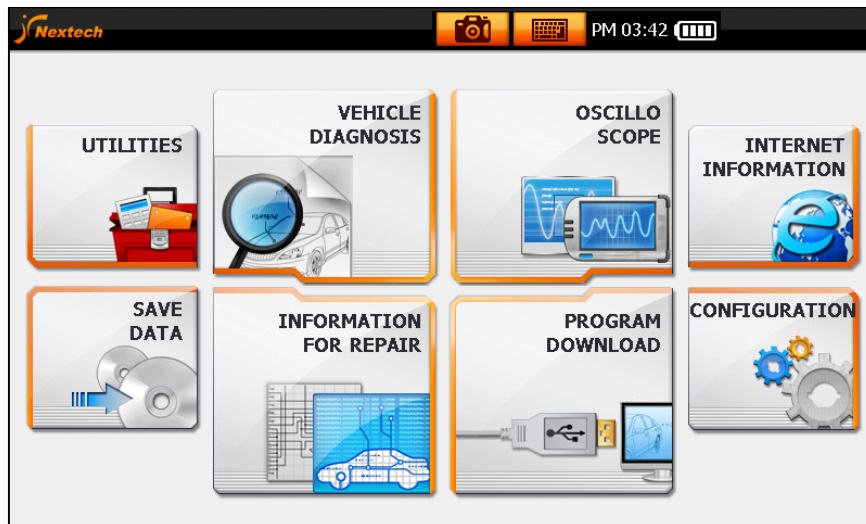 Nextech
PM 03:42
UTILITIES
VEHICLE
DIAGNOSIS
OSCILLO
SCOPE
INTERNET
INFORMATION
SAVE
DATA
INFORMATION
FOR REPAIR
PROGRAM
DOWNLOAD
CONFIGURATION